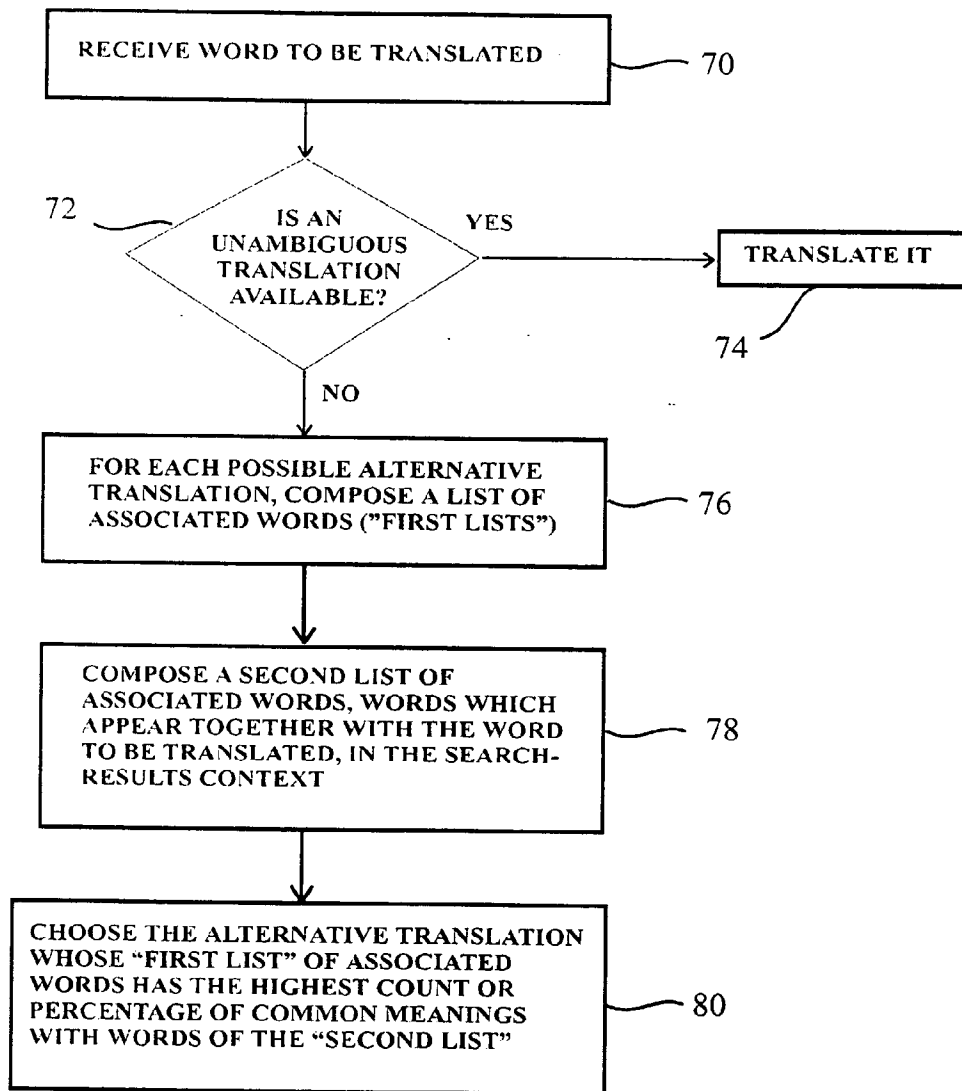 RECEIVE WORD TO BE TRANSLATED
70
72
IS AN
UNAMBIGUOUS
TRANSLATION
AVAILABLE?
YES
TRANSLATE IT
74
NO
FOR EACH POSSIBLE ALTERNATIVE
TRANSLATION, COMPOSE A LIST OF
ASSOCIATED WORDS ("FIRST LISTS")
76
COMPOSE A SECOND LIST OF
ASSOCIATED WORDS, WORDS WHICH
APPEAR TOGETHER WITH THE WORD
TO BE TRANSLATED, IN THE SEARCH-
RESULTS CONTEXT
78
CHOOSE THE ALTERNATIVE TRANSLATION
WHOSE “FIRST LIST” OF ASSOCIATED
WORDS HAS THE HIGHEST COUNT OR
PERCENTAGE OF COMMON MEANINGS
WITH WORDS OF THE “SECOND LIST”
80